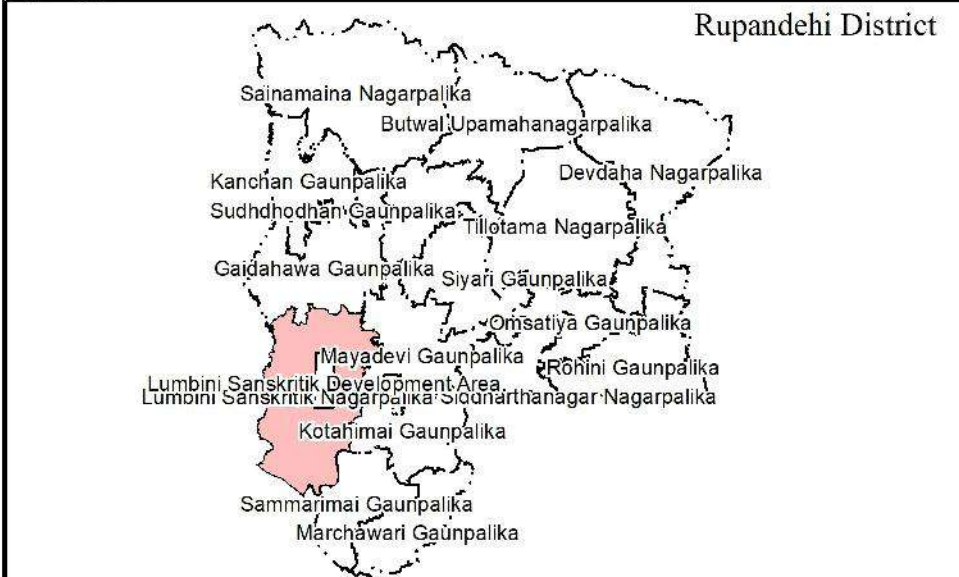 Rupandehi District
Sainamaina Nagarpalika
Butwal Upamahanagarpalika
Devdaha Nagarpalika
Kanchan Gaunpalika
Sudhdhodhan Gaunpalika
Tillotama Nagarpalika
Gaidahawa Gaunpalika
Siyari Gaunpalika
Omsatiya Gaunpalika
Mayadevi Gaunpalika
Rohini Gaunpalika
Lumbini Sanskritik Development Area
Lumbini Sanskritik Nagarpalika Siddharthanagar Nagarpalika
Kotahimai Gaunpalika
Sammarimai Gaunpalika
Marchawari Gaunpalika